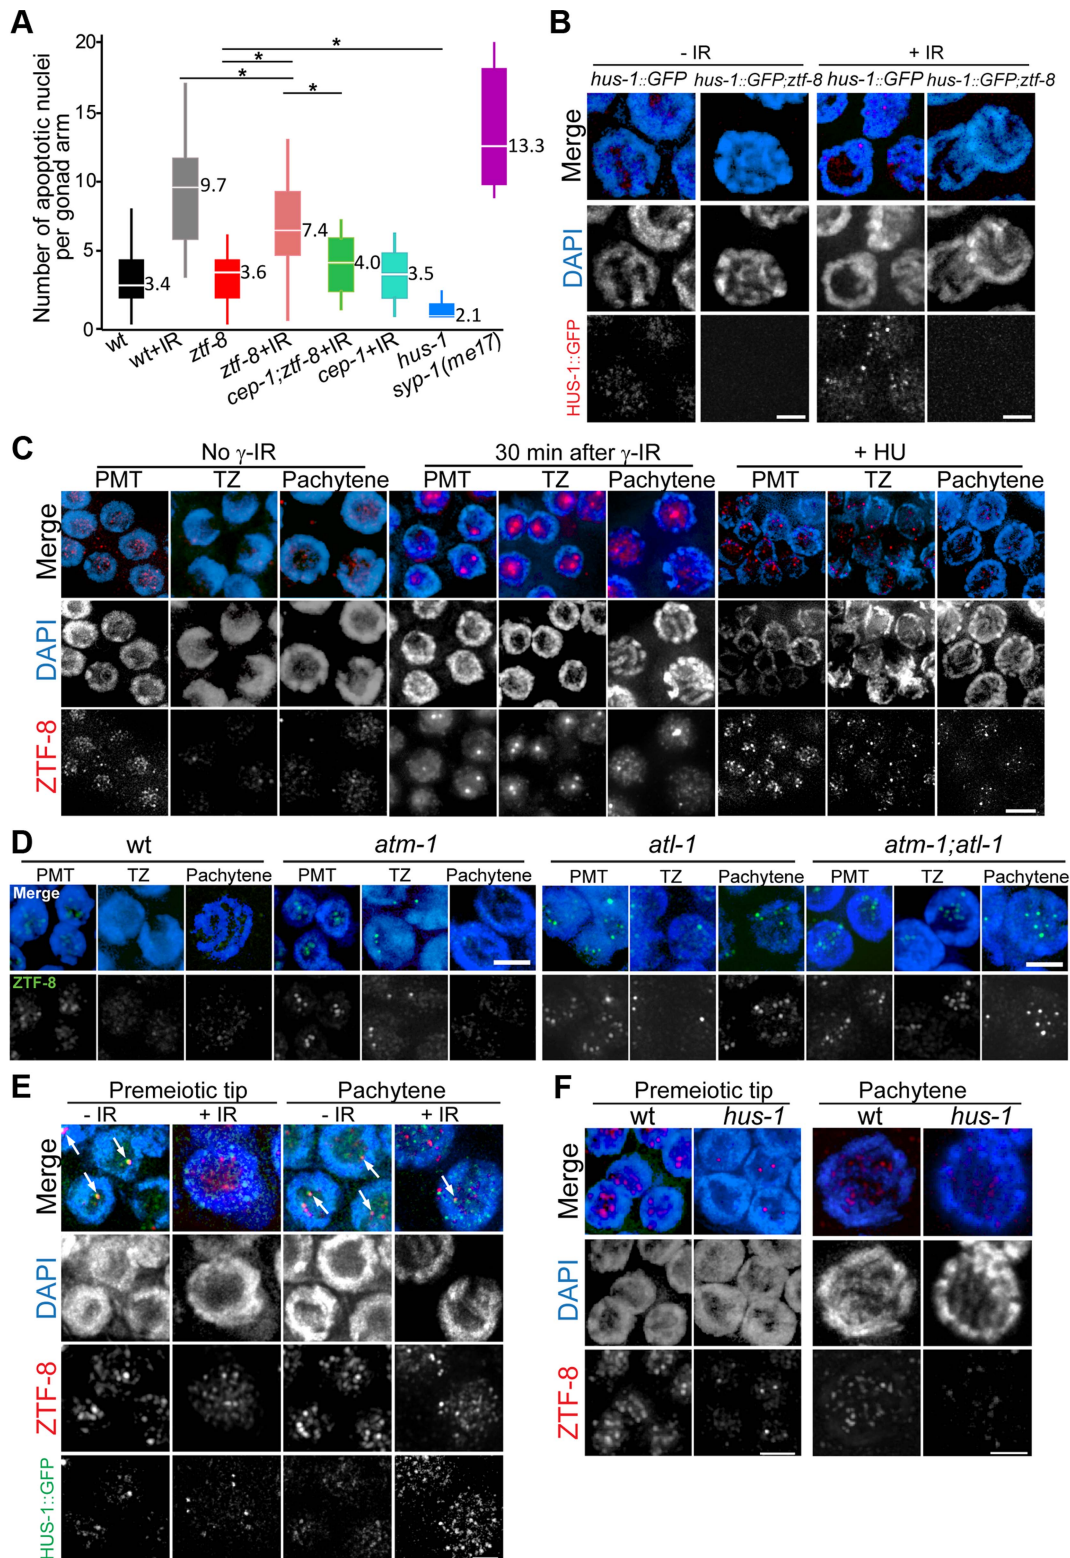 A
Number of apoptotic nuclei
per gonad arm
20
15
10
5
0
*
*
*
*
3.4
9.7
3.6
7.4
4.0
3.5
2.1
13.3
wt
wt+IR
ztf-8
ztf-8+IR
cep-1;ztf-8+IR
cep-1+IR
hus-1
syp-1(me17)
B
- IR
+ IR
hus-1::GFP
hus-1::GFP;ztf-8
hus-1::GFP
hus-1::GFP;ztf-8
Merge
DAPI
HUS-1::GFP
C
No γ-IR
30 min after γ-IR
+ HU
PMT
TZ
Pachytene
PMT
TZ
Pachytene
PMT
TZ
Pachytene
Merge
DAPI
ZTF-8
D
wt
atm-1
atl-1
atm-1;atl-1
PMT
TZ
Pachytene
PMT
TZ
Pachytene
PMT
TZ
Pachytene
PMT
TZ
Pachytene
Merge
ZTF-8
E
Premeiotic tip
Pachytene
- IR
+ IR
- IR
+ IR
Merge
DAPI
ZTF-8
HUS-1::GFP
F
Premeiotic tip
Pachytene
wt
hus-1
wt
hus-1
Merge
DAPI
ZTF-8